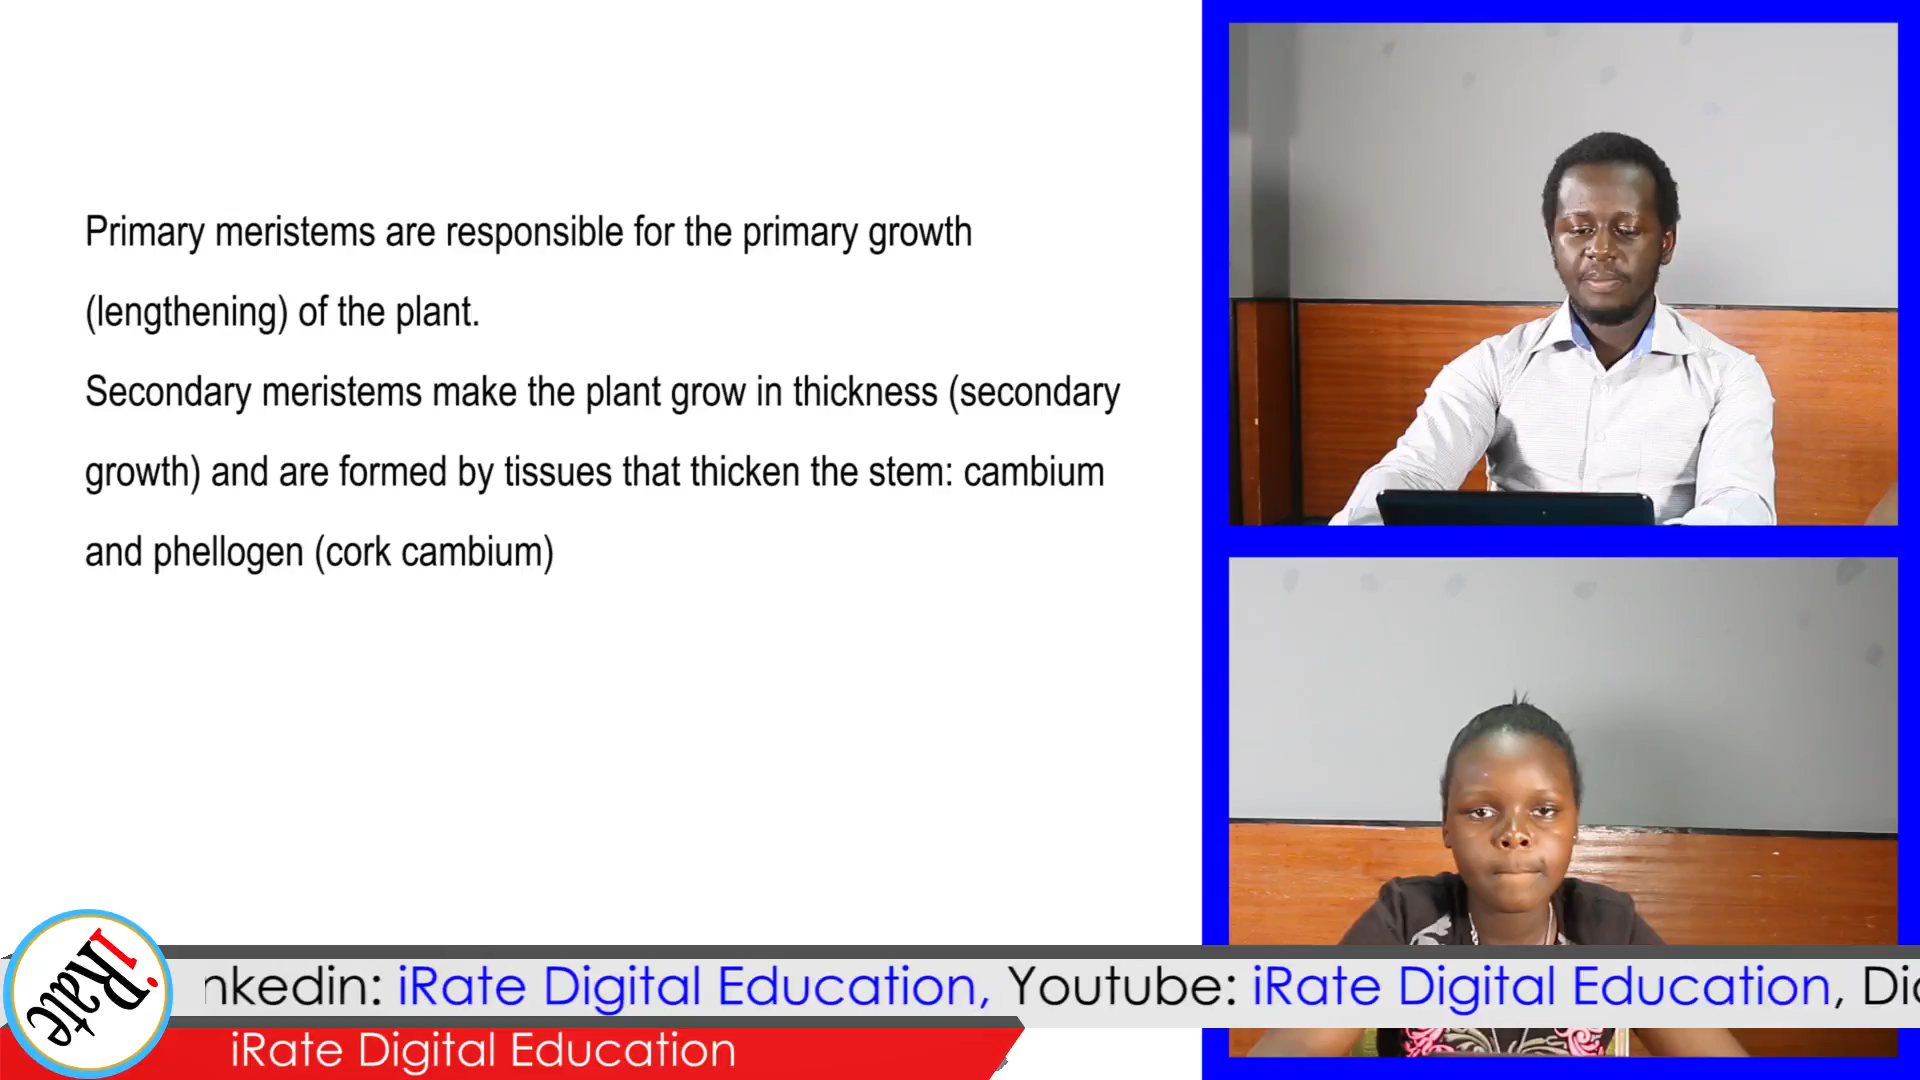 Primary meristems are responsible for the primary growth
(lengthening) of the plant.
Secondary meristems make the plant grow in thickness (secondary
growth) and are formed by tissues that thicken the stem: cambium
and phellogen (cork cambium)
iRate
nkedin: iRate Digital Education, Youtube: iRate Digital Education, Di
iRate Digital Education